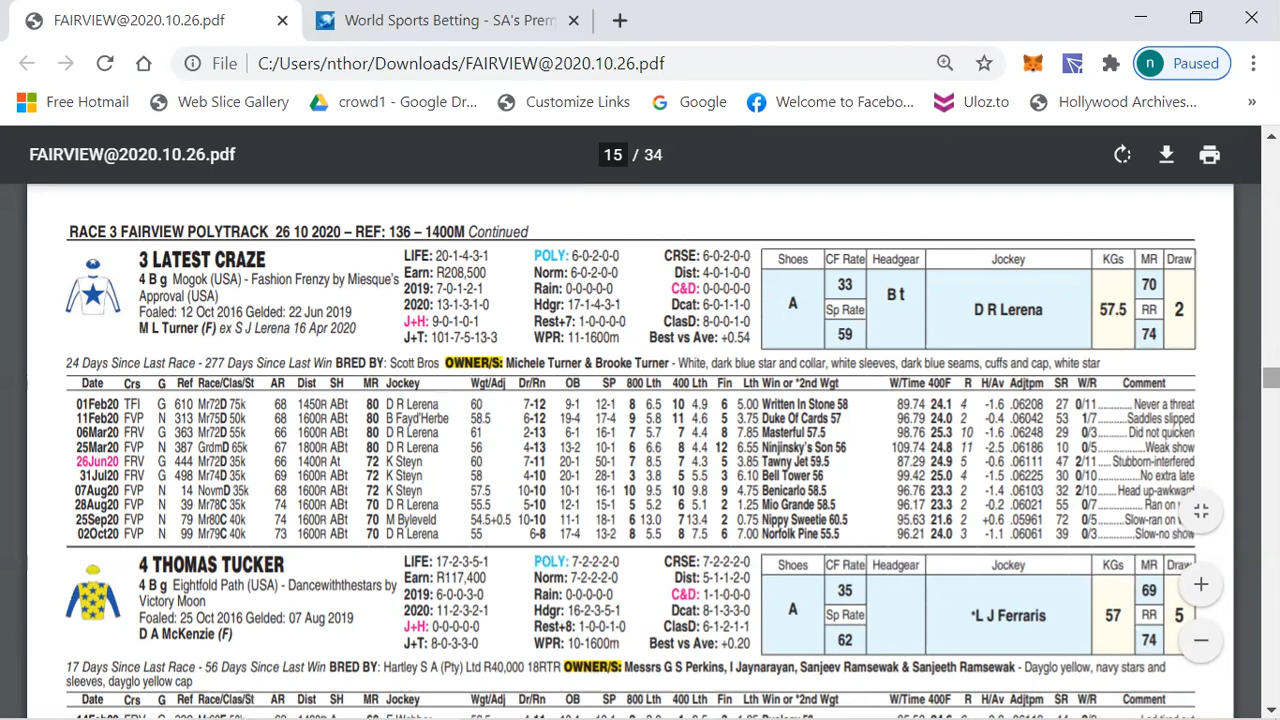 FAIRVIEW@2020.10.26.pdf
World Sports Betting - SA's Prem
File
C:/Users/nthor/Downloads/FAIRVIEW@2020.10.26.pdf
n Paused
Free Hotmail
Web Slice Gallery
crowd1 - Google Dr...
Customize Links
Google
Welcome to Facebo...
Uloz.to
Hollywood Archives...
»
FAIRVIEW@2020.10.26.pdf
15 / 34
RACE 3 FAIRVIEW POLYTRACK 26 10 2020 – REF: 136 – 1400M Continued
3 LATEST CRAZE
4 B g Mogok (USA) - Fashion Frenzy by Miesque's
Approval (USA)
Foaled: 12 Oct 2016 Gelded: 22 Jun 2019
M L Turner (F) ex S J Lerena 16 Apr 2020
LIFE: 20-1-4-3-1 POLY: 6-0-2-0-0 CRSE: 6-0-2-0-0
Earn: R208,500 Norm: 6-0-2-0-0 Dist: 4-0-1-0-0
2019: 7-0-1-2-1 Rain: 0-0-0-0-0 C&D: 0-0-0-0-0
2020: 13-1-3-1-0 Hdgr: 17-1-4-3-1 Dcat: 6-0-1-1-0
J+H: 9-0-1-0-1 Rest+7: 1-0-0-0-0 ClasD: 8-0-0-1-0
J+T: 101-7-5-13-3 WPR: 11-1600m Best vs Ave: +0.54
Shoes CF Rate Headgear Jockey KGs MR Draw
A 33 B t D R Lerena 57.5 70 2
Sp Rate RR
59 74
24 Days Since Last Race - 277 Days Since Last Win BRED BY: Scott Bros OWNER/S: Michele Turner & Brooke Turner - White, dark blue star and collar, white sleeves, dark blue seams, cuffs and cap, white star
Date Crs G Ref Race/Clas/St AR Dist SH MR Jockey Wgt/Adj Dr/Rn OB SP 800 Lth 400 Lth Fin Lth Win or *2nd Wgt W/Time 400F R H/Av Adjtpm SR W/R Comment
01Feb20 TFI G 610 Mr72D 75k 68 1450R ABt 80 D R Lerena 60 7-12 9-1 12-1 8 6.5 10 4.9 6 5.00 Written In Stone 58 89.74 24.1 4 -1.6 .06208 27 0/11 ............ Never a threat
11Feb20 FVP N 313 Mr80D 50k 68 1600R ABt 80 D Fayd'Herbe 58.5 6-12 19-4 17-4 9 5.8 11 4.6 5 3.75 Duke Of Cards 57 96.79 24.0 2 -0.4 .06042 53 1/7 ........... Saddles slipped
06Mar20 FRV G 363 Mr72D 55k 66 1600R ABt 80 D R Lerena 61 2-13 6-1 16-1 7 5.7 7 4.4 8 7.85 Masterful 57.5 98.76 25.3 10 -1.6 .06248 29 0/3 .......... Did not quicken
25Mar20 FVP N 387 Grdm D 65k 67 1800R ABt 80 D R Lerena 56 4-13 13-2 10-1 6 6.6 8 4.4 12 6.55 Ninjinsky's Son 56 109.74 24.8 11 -2.5 .06186 10 0/5 ............... Weak show
26Jun20 FRV G 444 Mr72D 35k 66 1400R At 72 K Steyn 60 7-11 20-1 50-1 7 8.5 7 4.3 5 3.85 Tawny Jet 59.5 87.29 24.9 5 -0.6 .06111 47 2/11 ... Stubborn-interfered
31Jul20 FRV G 498 Mr74D 35k 69 1600R At 72 K Steyn 58 4-10 20-1 28-1 3 3.8 5 5.5 3 6.10 Bell Tower 56 99.42 25.0 4 -1.5 .06225 30 0/10 ............ No extra late
07Aug20 FVP N 14 NovmD 35k 68 1600R ABt 72 K Steyn 57.5 10-10 10-1 16-1 10 9.5 10 9.8 9 4.75 Benicarlo 58.5 96.76 23.3 2 -1.4 .06103 32 2/10 ..... Head up-awkward
28Aug20 FVP N 39 Mr78C 35k 74 1600R ABt 70 D R Lerena 55.5 5-10 12-1 15-1 5 5.2 6 5.1 2 1.25 Mio Grande 58.5 96.17 23.3 2 -0.2 .06021 55 0/7 .................. Ran on
25Sep20 FVP N 79 Mr80C 40k 74 1600R ABt 70 M Byleveld 54.5+0.5 10-10 11-1 18-1 6 13.0 7 13.4 2 0.75 Nippy Sweetie 60.5 95.63 21.6 2 +0.6 .05961 72 0/5 ........ Slow-ran on
02Oct20 FVP N 99 Mr79C 40k 73 1600R ABt 70 D R Lerena 55 6-8 17-4 13-2 8 5.5 8 7.5 6 7.00 Norfolk Pine 55.5 96.21 24.0 3 -1.1 .06061 39 0/3 .......... Slow-no show
4 THOMAS TUCKER
4 B g Eightfold Path (USA) - Dancewiththestars by
Victory Moon
Foaled: 25 Oct 2016 Gelded: 07 Aug 2019
D A McKenzie (F)
LIFE: 17-2-3-5-1 POLY: 7-2-2-2-0 CRSE: 7-2-2-2-0
Earn: R117,400 Norm: 7-2-2-2-0 Dist: 5-1-1-2-0
2019: 6-0-0-3-0 Rain: 0-0-0-0-0 C&D: 1-1-0-0-0
2020: 11-2-3-2-1 Hdgr: 16-2-3-5-1 Dcat: 8-1-3-3-0
J+H: 0-0-0-0-0 Rest+8: 1-0-0-1-0 ClasD: 6-1-2-1-1
J+T: 8-0-3-3-0 WPR: 10-1600m Best vs Ave: +0.20
Shoes CF Rate Headgear Jockey KGs MR Draw
A 35 *L J Ferraris 57 69 5
Sp Rate RR
62 74
17 Days Since Last Race - 56 Days Since Last Win BRED BY: Hartley S A (Pty) Ltd R40,000 18RTR OWNER/S: Messrs G S Perkins, I Jaynarayan, Sanjeev Ramsewak & Sanjeeth Ramsewak - Dayglo yellow, navy stars and
sleeves, dayglo yellow cap
Date Crs G Ref Race/Clas/St AR Dist SH MR Jockey Wgt/Adj Dr/Rn OB SP 800 Lth 400 Lth Fin Lth Win or *2nd Wgt W/Time 400F R H/Av Adjtpm SR W/R Comment